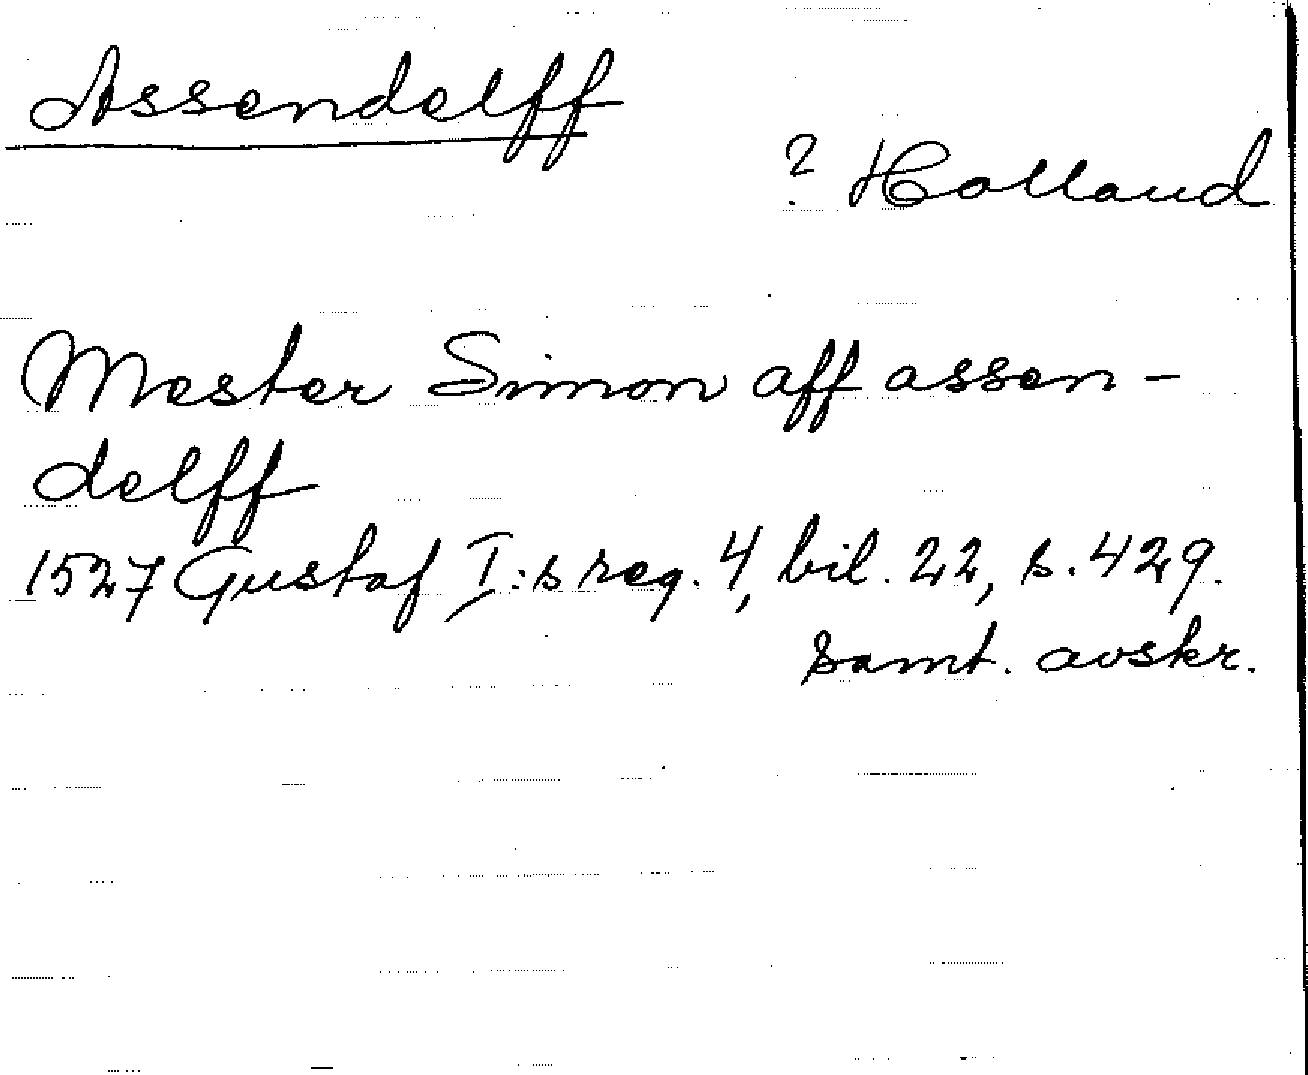 Assendelff
? Holland
Mester Simon aff assen-
delff
1527 Gustaf I:s reg. 4, bil. 22, s. 429.
Samt. avskr.